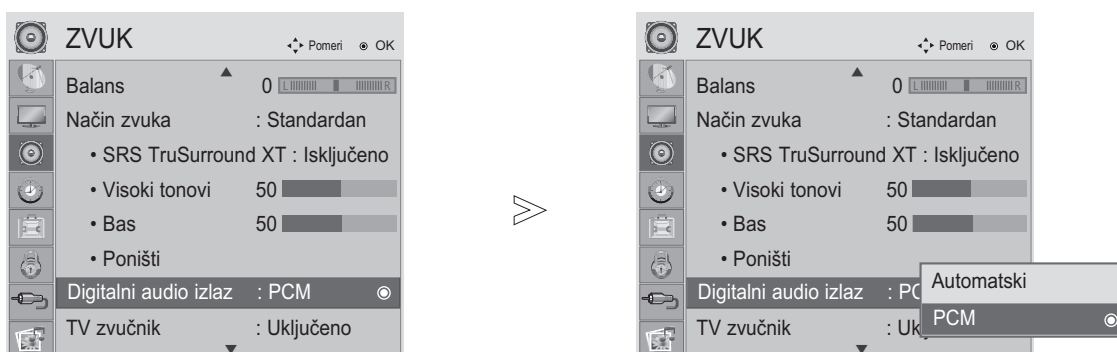 ZVUK
Pomeri OK
Balans 0 L R
Način zvuka : Standardan
• SRS TruSurround XT : Isključeno
• Visoki tonovi 50
• Bas 50
• Poništi
Digitalni audio izlaz : PCM
TV zvučnik : Uključeno
ZVUK
Pomeri OK
Balans 0 L R
Način zvuka : Standardan
• SRS TruSurround XT : Isključeno
• Visoki tonovi 50
• Bas 50
• Poništi
Digitalni audio izlaz : PC
TV zvučnik : Uk
Automatski
PCM